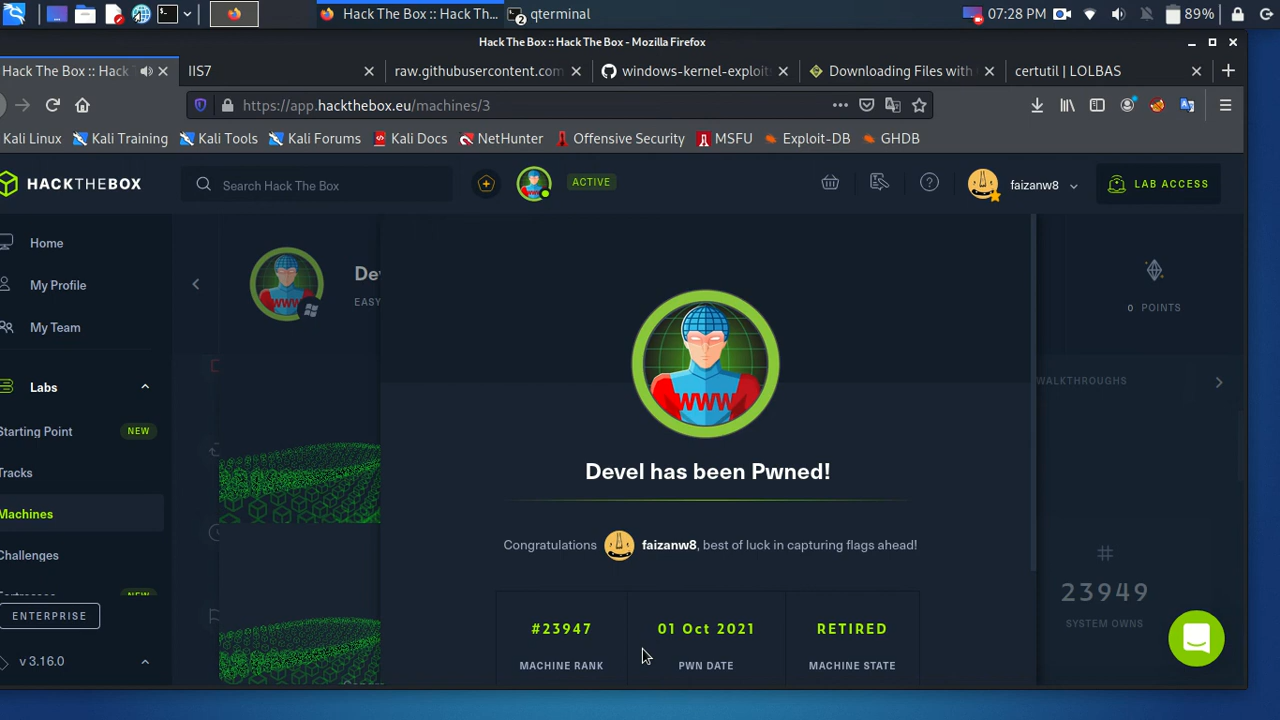 Hack The Box :: Hack Th...
2
qterminal
07:28 PM
89%
Hack The Box :: Hack The Box - Mozilla Firefox
Hack The Box :: Hack
IIS7
raw.githubusercontent.com
windows-kernel-exploit
Downloading Files with
certutil | LOLBAS
https://app.hackthebox.eu/machines/3
Kali Linux
Kali Training
Kali Tools
Kali Forums
Kali Docs
NetHunter
Offensive Security
MSFU
Exploit-DB
GHDB
HACKTHEBOX
Search Hack The Box
ACTIVE
faizanw8
LAB ACCESS
Home
My Profile
My Team
Labs
Starting Point
NEW
Tracks
Machines
Challenges
NEW
ENTERPRISE
v 3.16.0
WWW
De
EASY
0 POINTS
WALKTHROUGHS
WWW
Devel has been Pwned!
Congratulations faizanw8, best of luck in capturing flags ahead!
#23947
MACHINE RANK
01 Oct 2021
PWN DATE
RETIRED
MACHINE STATE
#
23949
SYSTEM OWNS